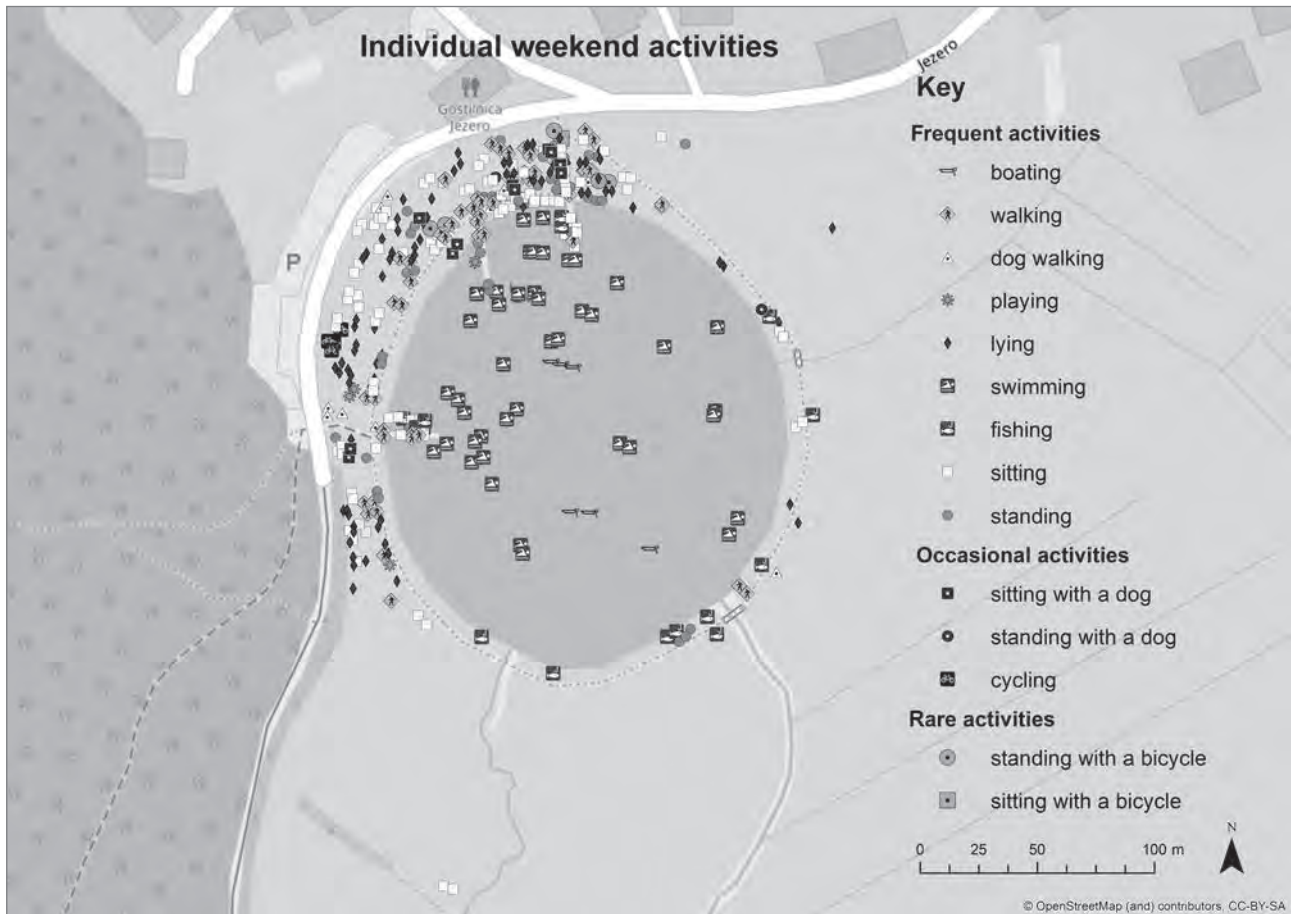 Individual weekend activities
Jezero
Gostilnica
Jezero
P
Key
Frequent activities
boating
walking
dog walking
playing
lying
swimming
fishing
sitting
standing
Occasional activities
sitting with a dog
standing with a dog
cycling
Rare activities
standing with a bicycle
sitting with a bicycle
N
0 25 50 100 m
© OpenStreetMap (and) contributors, CC-BY-SA